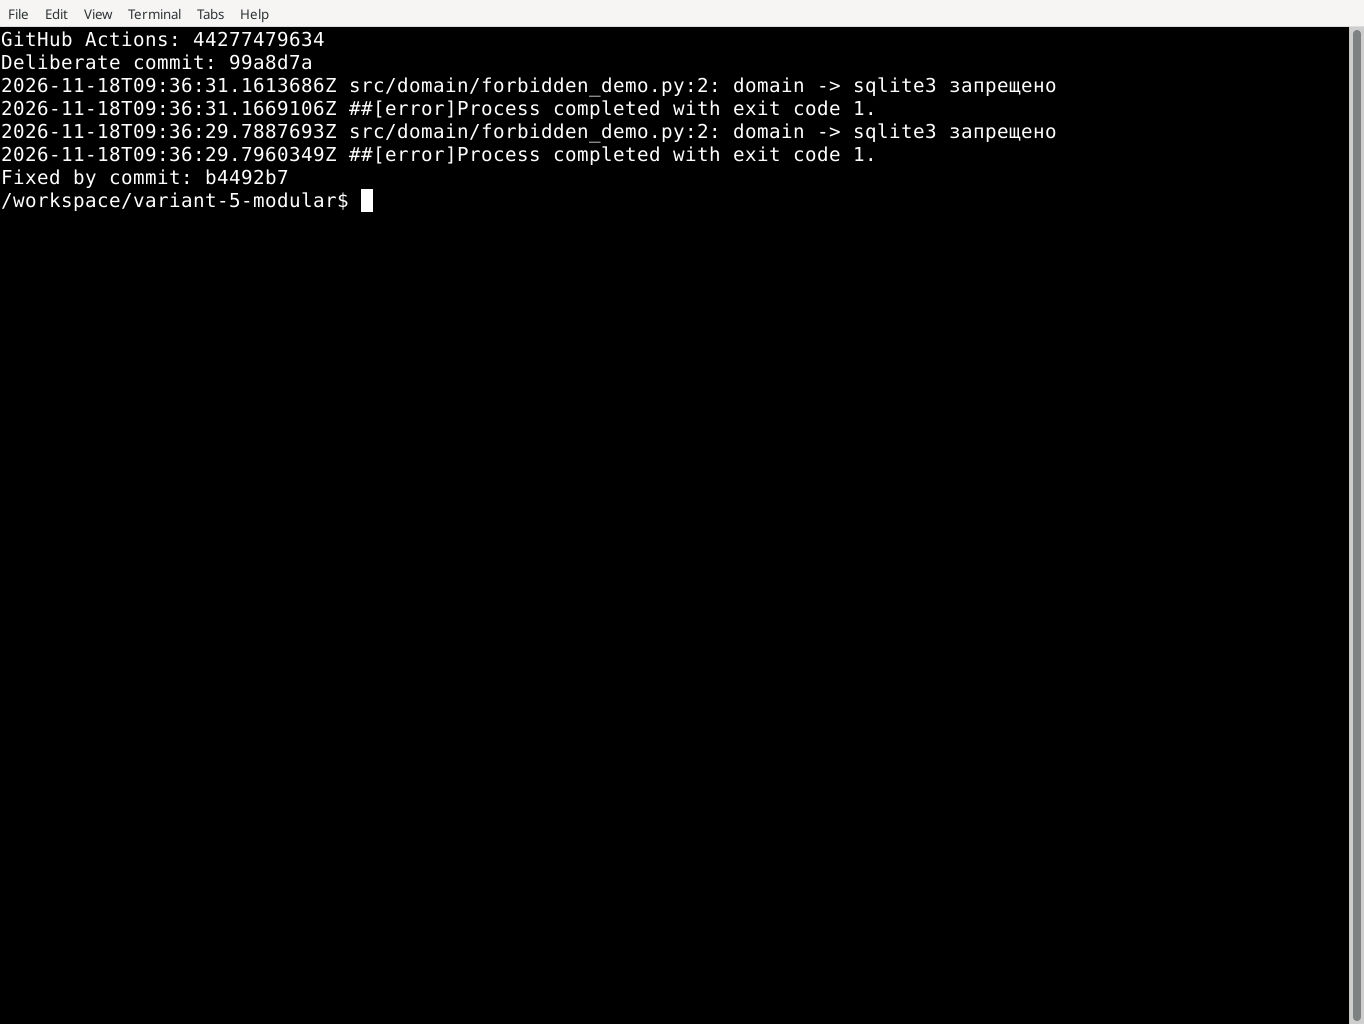 File Edit View Terminal Tabs Help
GitHub Actions: 44277479634
Deliberate commit: 99a8d7a
2026-11-18T09:36:31.1613686Z src/domain/forbidden_demo.py:2: domain -> sqlite3 запрещено
2026-11-18T09:36:31.1669106Z ##[error]Process completed with exit code 1.
2026-11-18T09:36:29.7887693Z src/domain/forbidden_demo.py:2: domain -> sqlite3 запрещено
2026-11-18T09:36:29.7960349Z ##[error]Process completed with exit code 1.
Fixed by commit: b4492b7
/workspace/variant-5-modular$